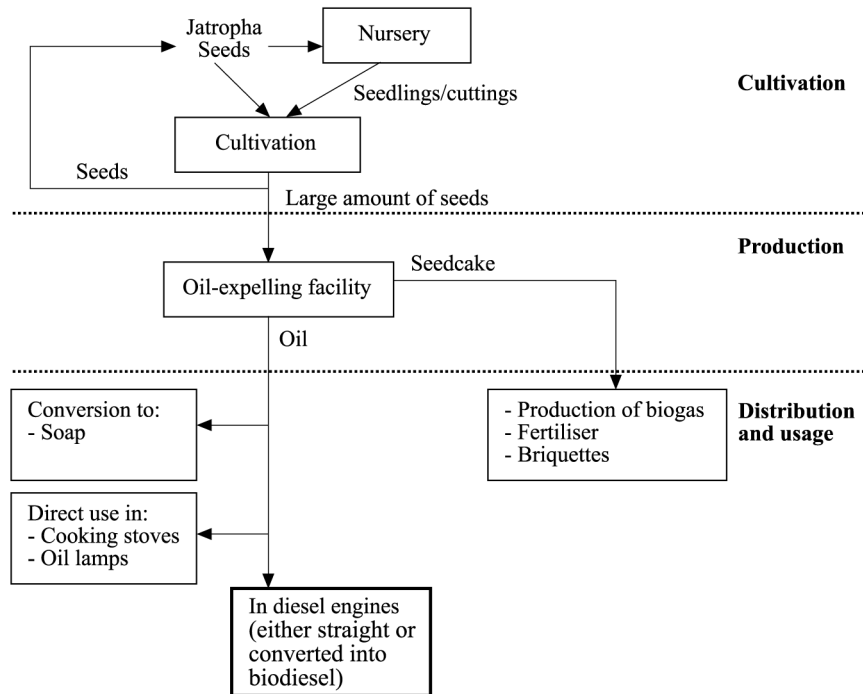 Jatropha
Seeds
Nursery
Seedlings/cuttings
Cultivation
Cultivation
Seeds
Large amount of seeds
Production
Seedcake
Oil-expelling facility
Oil
Conversion to:
- Soap
- Production of biogas
- Fertiliser
- Briquettes
Distribution
and usage
Direct use in:
- Cooking stoves
- Oil lamps
In diesel engines
(either straight or
converted into
biodiesel)